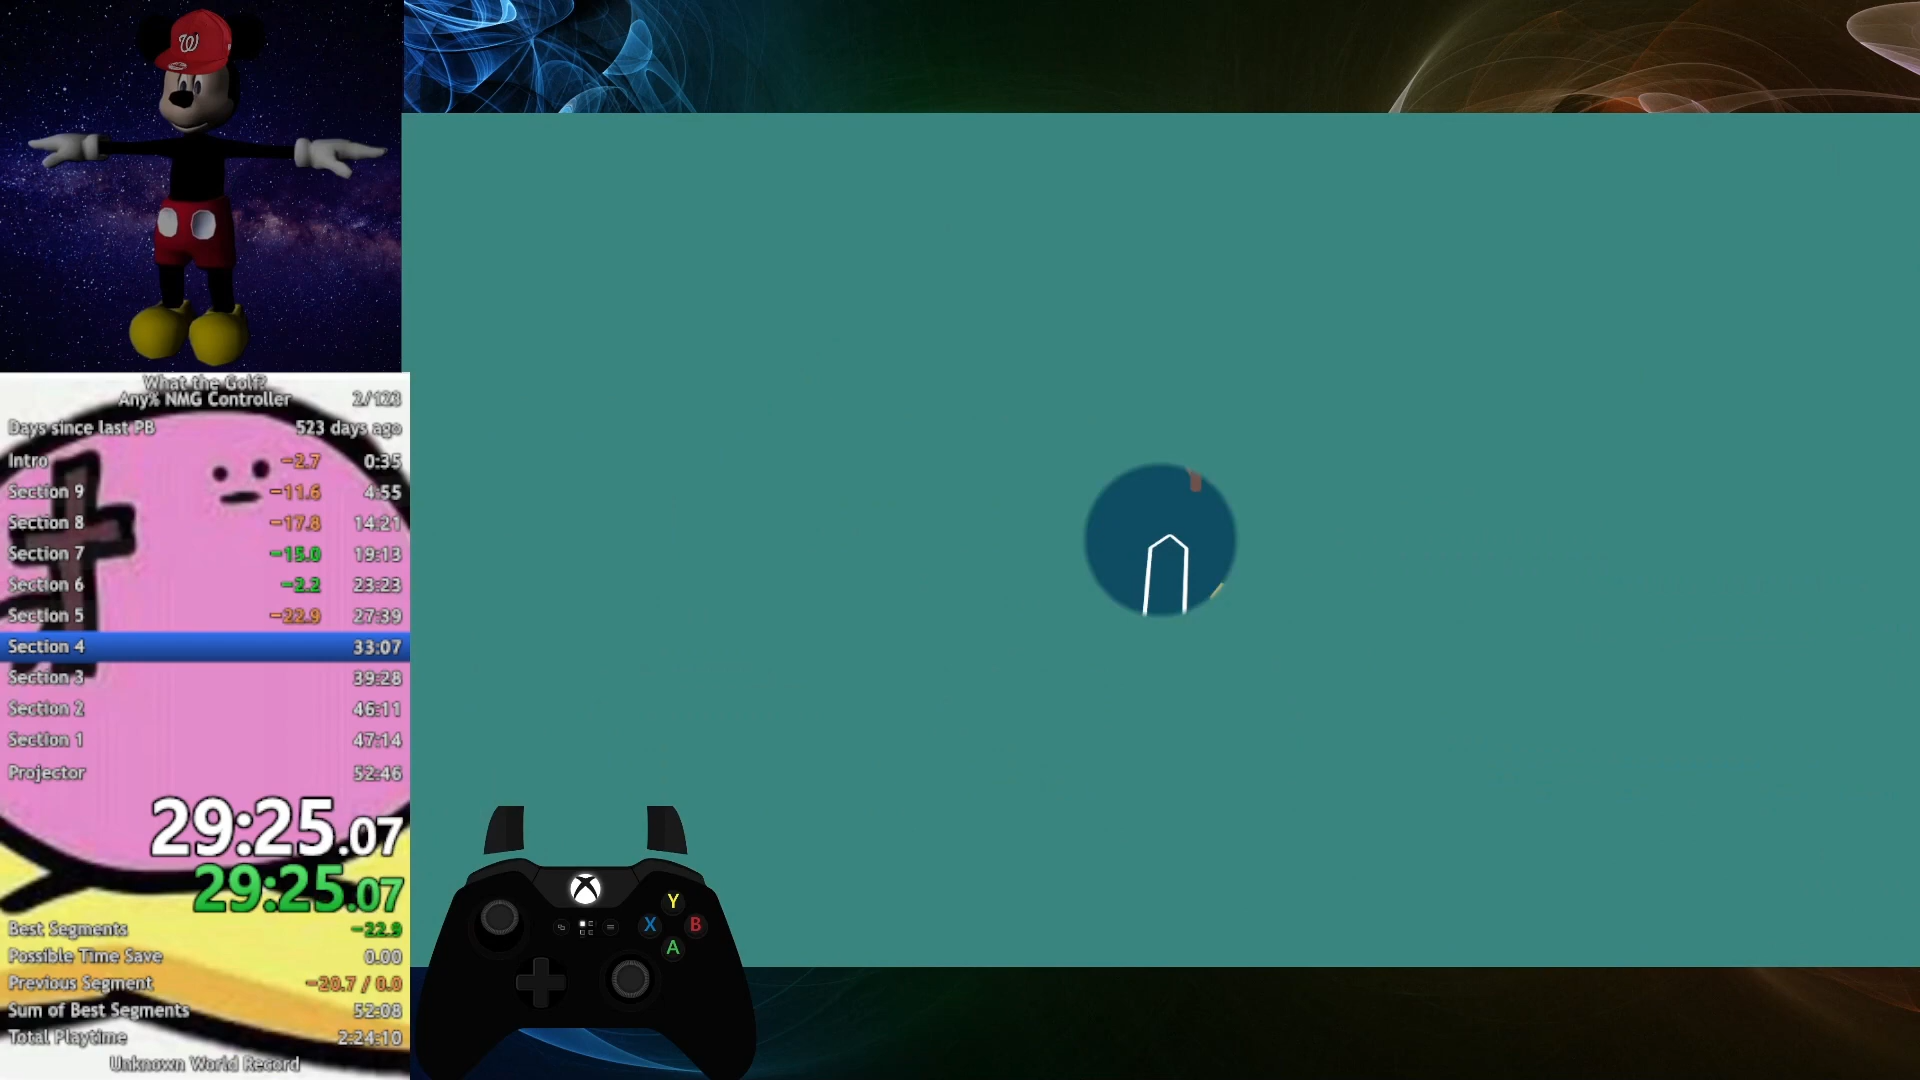 W
What the Golf?
Any% NMG Controller 2/123
Days since last PB 523 days ago
Intro -2.7 0:35
Section 9 -11.6 4:55
Section 8 -17.8 14:21
Section 7 -15.0 19:13
Section 6 -2.2 23:23
Section 5 -22.9 27:39
Section 4 33:07
Section 3 39:28
Section 2 46:11
Section 1 47:14
Projector 52:46
29:25.07
29:25.07
Best Segments -22.9
Possible Time Save 0.00
Previous Segment -20.7 / 0.0
Sum of Best Segments 52:08
Total Playtime 2:24:10
Unknown World Record
Y
X B
A